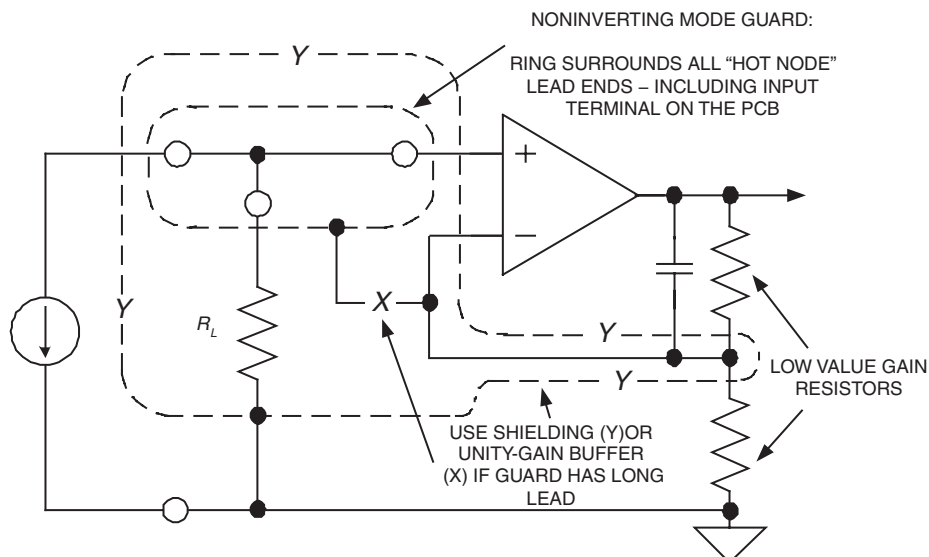 NONINVERTING MODE GUARD:
RING SURROUNDS ALL “HOT NODE”
LEAD ENDS – INCLUDING INPUT
TERMINAL ON THE PCB
Y
+
–
Y
X
R_L
Y
Y
LOW VALUE GAIN
RESISTORS
USE SHIELDING (Y)OR
UNITY-GAIN BUFFER
(X) IF GUARD HAS LONG
LEAD